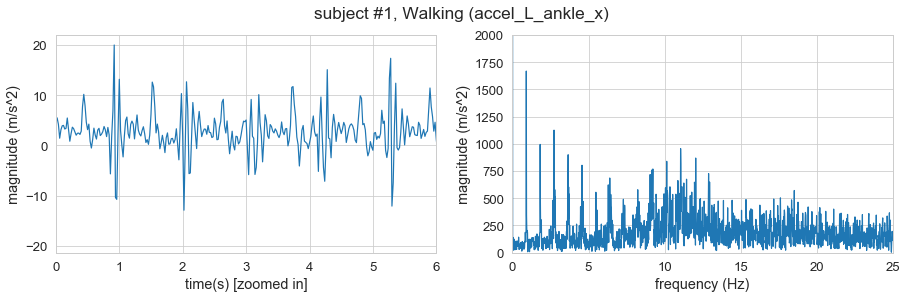 subject #1, Walking (accel_L_ankle_x)
magnitude (m/s^2)
20
10
0
−10
−20
0 1 2 3 4 5 6
time(s) [zoomed in]
magnitude (m/s^2)
2000
1750
1500
1250
1000
750
500
250
0
0 5 10 15 20 25
frequency (Hz)